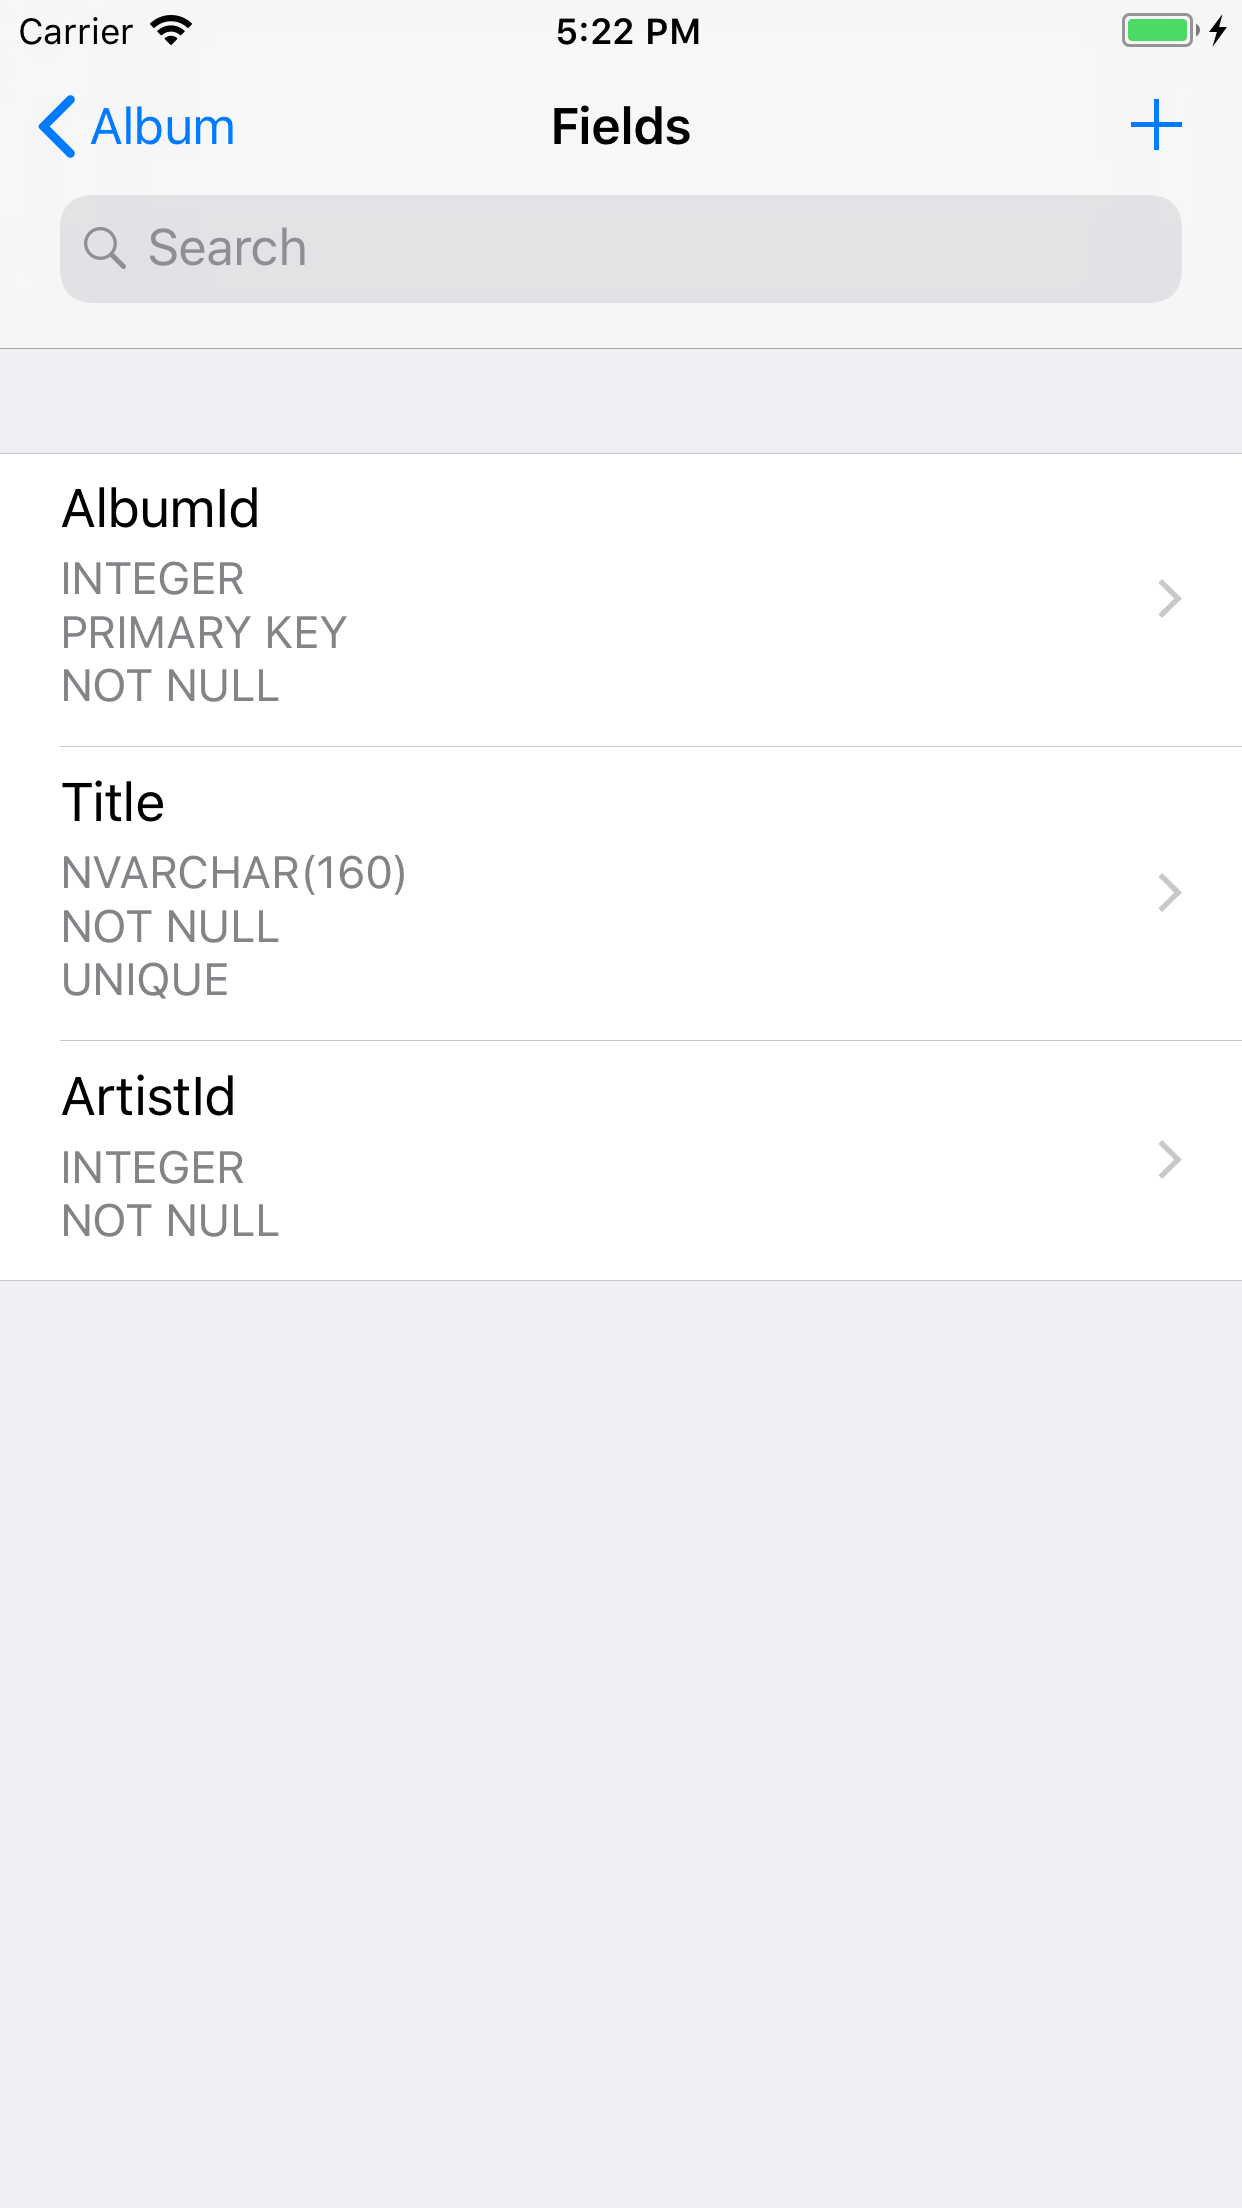 Carrier 5:22 PM
Album Fields
Search
AlbumId
INTEGER
PRIMARY KEY
NOT NULL
Title
NVARCHAR(160)
NOT NULL
UNIQUE
ArtistId
INTEGER
NOT NULL